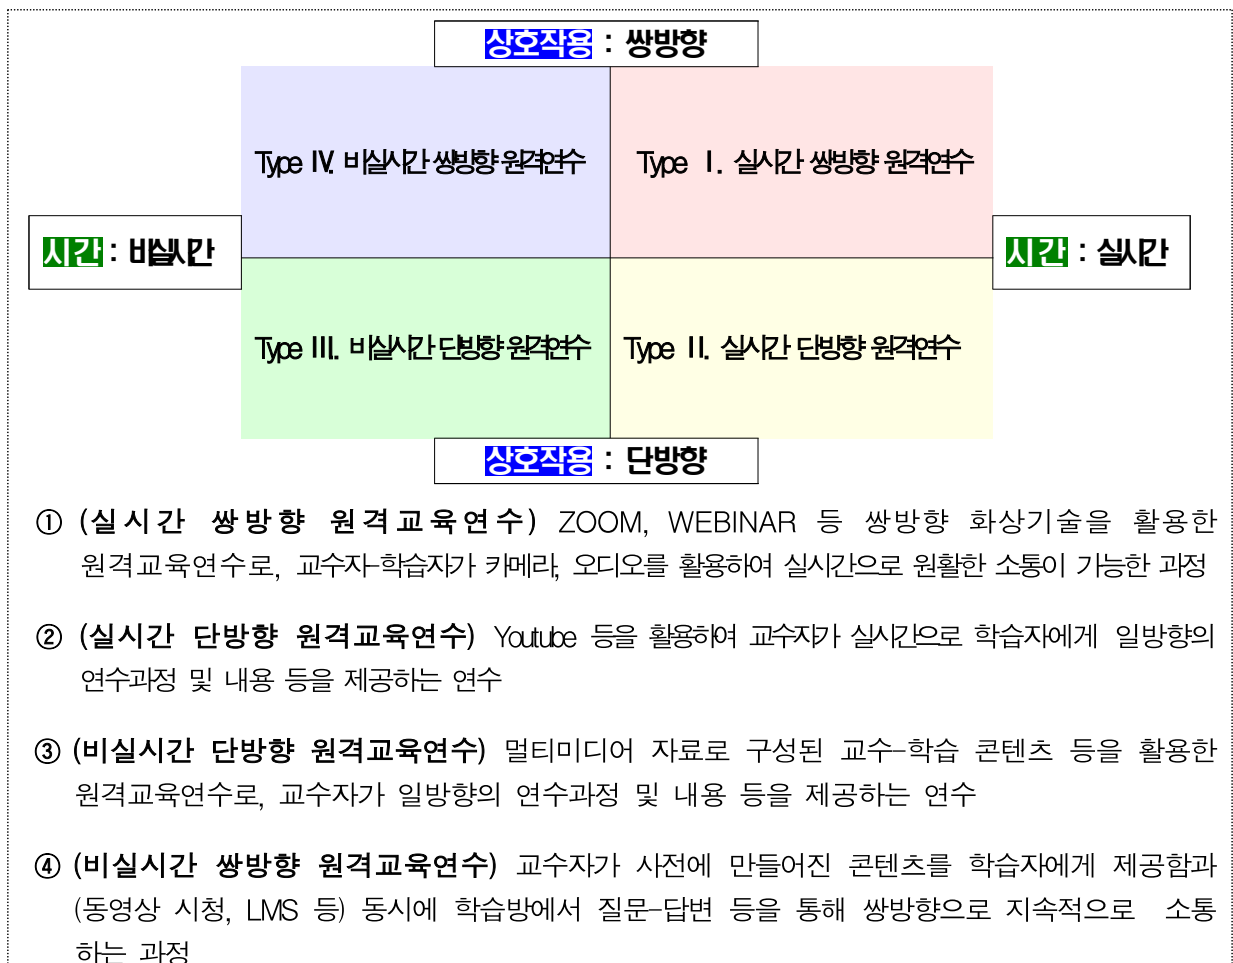 상호작용 : 쌍방향
Type Ⅳ. 비실시간 쌍방향 원격연수
Type Ⅰ. 실시간 쌍방향 원격연수
시간 : 비실시간
시간 : 실시간
Type Ⅲ. 비실시간 단방향 원격연수
Type Ⅱ. 실시간 단방향 원격연수
상호작용 : 단방향
① (실시간 쌍방향 원격교육연수) ZOOM, WEBINAR 등 쌍방향 화상기술을 활용한
원격교육연수로, 교수자-학습자가 카메라, 오디오를 활용하여 실시간으로 원활한 소통이 가능한 과정
② (실시간 단방향 원격교육연수) Youtube 등을 활용하여 교수자가 실시간으로 학습자에게 일방향의
연수과정 및 내용 등을 제공하는 연수
③ (비실시간 단방향 원격교육연수) 멀티미디어 자료로 구성된 교수-학습 콘텐츠 등을 활용한
원격교육연수로, 교수자가 일방향의 연수과정 및 내용 등을 제공하는 연수
④ (비실시간 쌍방향 원격교육연수) 교수자가 사전에 만들어진 콘텐츠를 학습자에게 제공함과
(동영상 시청, LMS 등) 동시에 학습방에서 질문-답변 등을 통해 쌍방향으로 지속적으로 소통
하는 과정